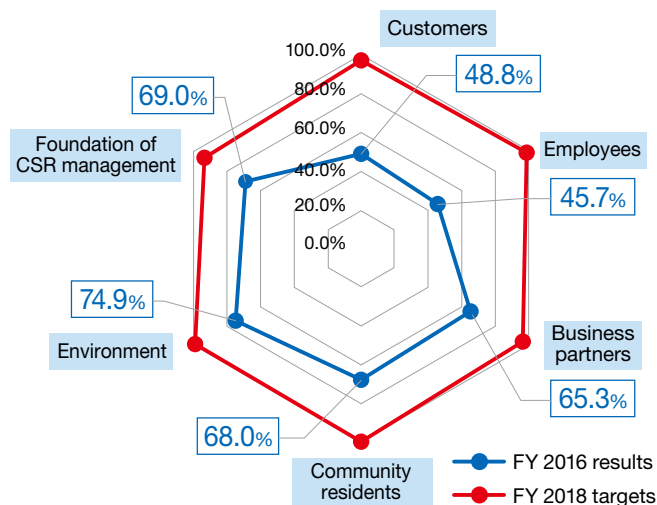 Customers
100.0%
80.0%
60.0%
40.0%
20.0%
0.0%
48.8%
69.0%
Foundation of
CSR management
Employees
45.7%
74.9%
Environment
Business
partners
65.3%
68.0%
Community
residents
FY 2016 results
FY 2018 targets